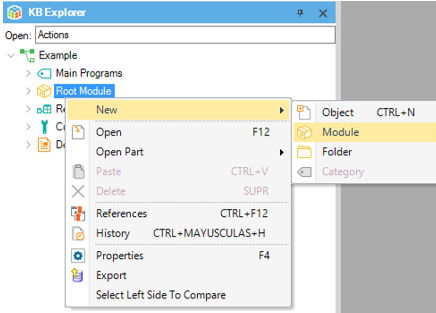 KB Explorer
Open: Actions
Example
Main Programs
Root Module
Re
Cu
Do
New
Open F12
Open Part
Paste CTRL+V
Delete SUPR
References CTRL+F12
History CTRL+MAYUSCULAS+H
Properties F4
Export
Select Left Side To Compare
Object CTRL+N
Module
Folder
Category